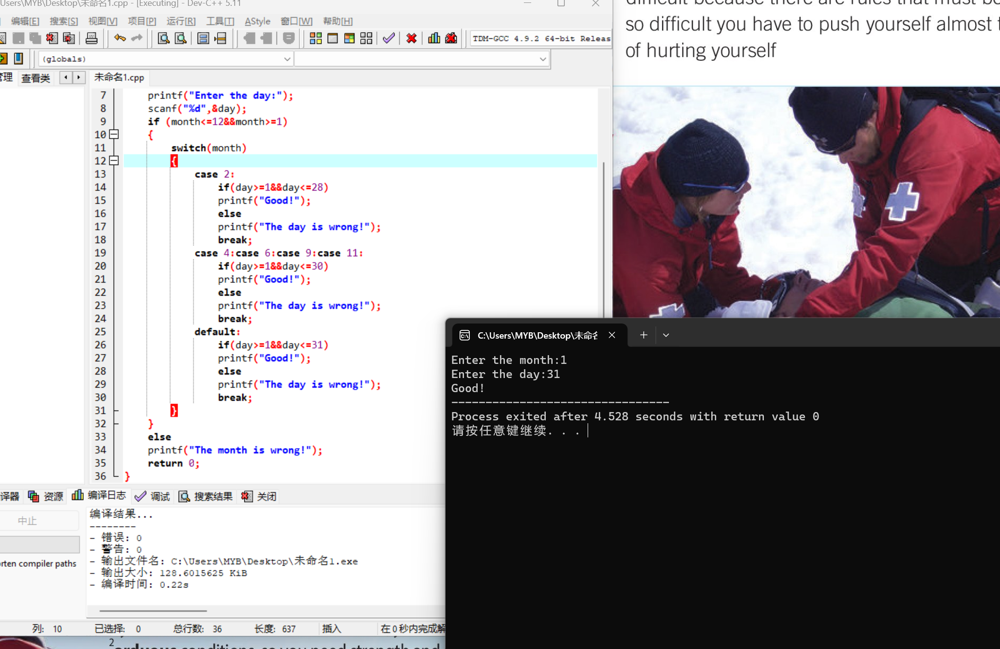 Users\MYB\Desktop\未命名1.cpp - [Executing] - Dev-C++ 5.11
编辑[E] 搜索[S] 视图[V] 项目[P] 运行[R] 工具[T] AStyle 窗口[W] 帮助[H]
TDM-GCC 4.9.2 64-bit Releas
(globals)
管理 查看类 未命名1.cpp
7 printf("Enter the day:");
8 scanf("%d",&day);
9 if (month<=12&&month>=1)
10 {
11 switch(month)
12 {
13 case 2:
14 if(day>=1&&day<=28)
15 printf("Good!");
16 else
17 printf("The day is wrong!");
18 break;
19 case 4:case 6:case 9:case 11:
20 if(day>=1&&day<=30)
21 printf("Good!");
22 else
23 printf("The day is wrong!");
24 break;
25 default:
26 if(day>=1&&day<=31)
27 printf("Good!");
28 else
29 printf("The day is wrong!");
30 break;
31 }
32 }
33 else
34 printf("The month is wrong!");
35 return 0;
36 }
译器 资源 编译日志 调试 搜索结果 关闭
中止
rten compiler paths
编译结果...
--------
- 错误: 0
- 警告: 0
- 输出文件名: C:\Users\MYB\Desktop\未命名1.exe
- 输出大小: 128.6015625 KiB
- 编译时间: 0.22s
列: 10 已选择: 0 总行数: 36 长度: 637 插入 在 0 秒内完成解
2
arduous conditions, so you need strength and
difficult because there are rules that must be
so difficult you have to push yourself almost t
of hurting yourself
C:\Users\MYB\Desktop\未命名
Enter the month:1
Enter the day:31
Good!
--------------------------------
Process exited after 4.528 seconds with return value 0
请按任意键继续. . .